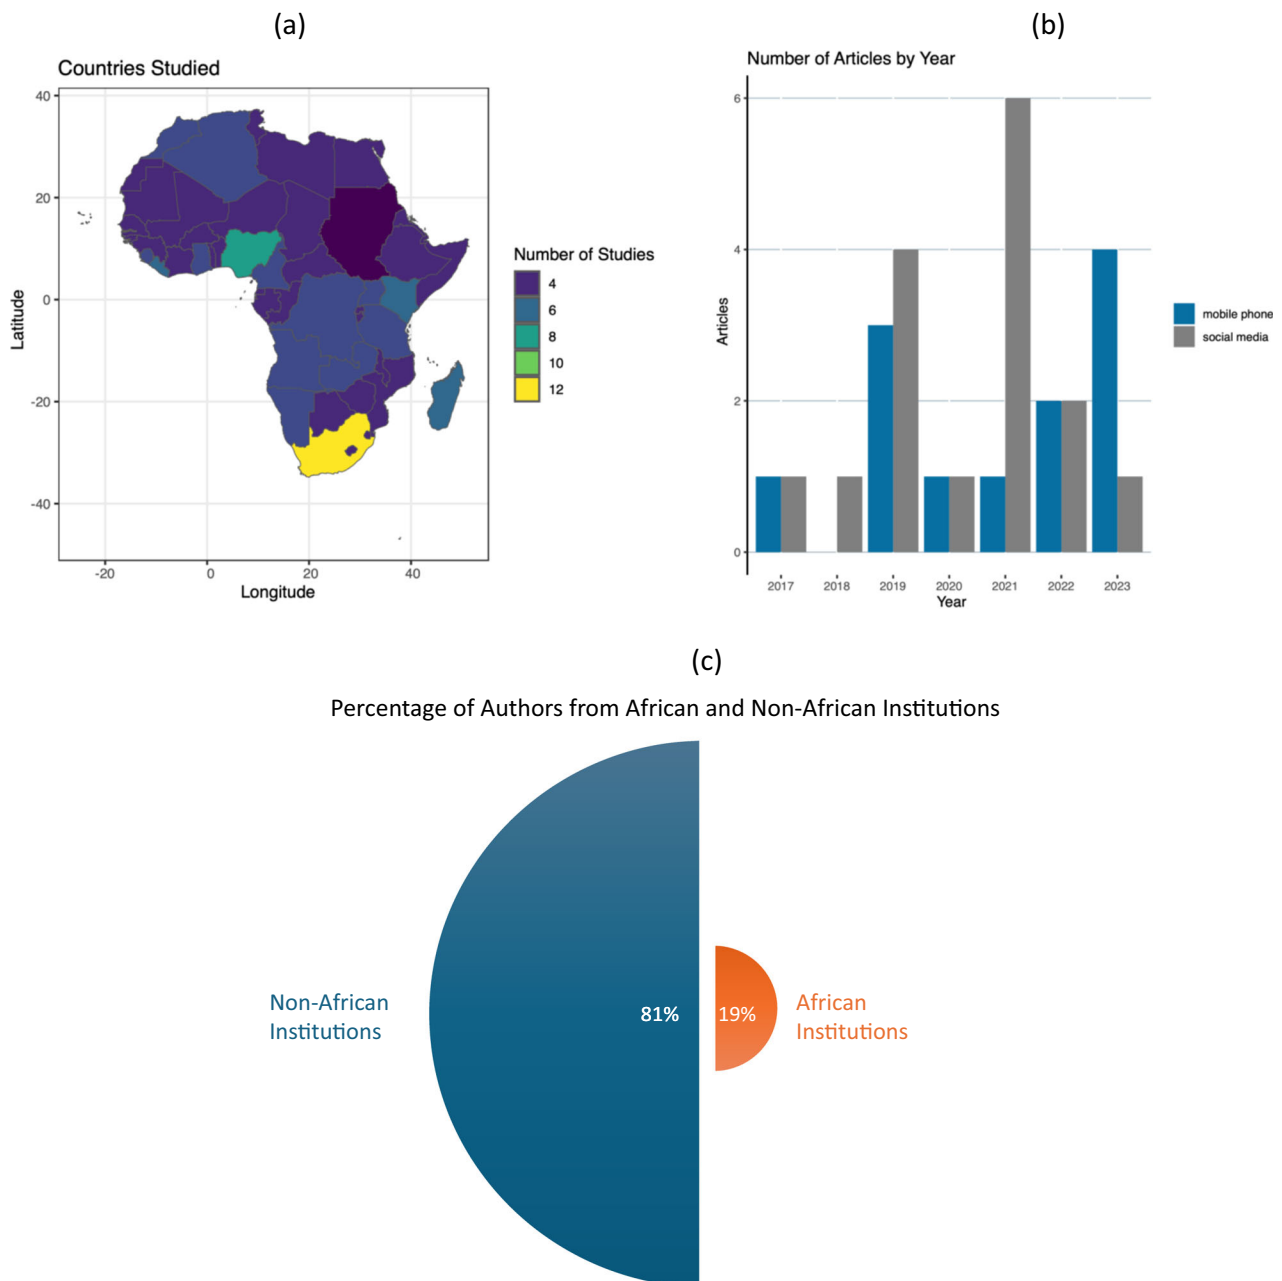 (a)
Countries Studied
40
20
0
-20
-40
-20
0
20
40
Latitude
Longitude
Number of Studies
4
6
8
10
12
(b)
Number of Articles by Year
6
4
2
0
Articles
2017
2018
2019
2020
2021
2022
2023
Year
mobile phone
social media
(c)
Percentage of Authors from African and Non-African Institutions
Non-African
Institutions
81%
19%
African
Institutions